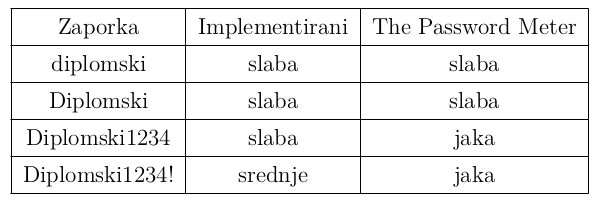 Zaporka Implementirani The Password Meter
diplomski slaba slaba
Diplomski slaba slaba
Diplomski1234 slaba jaka
Diplomski1234! srednje jaka